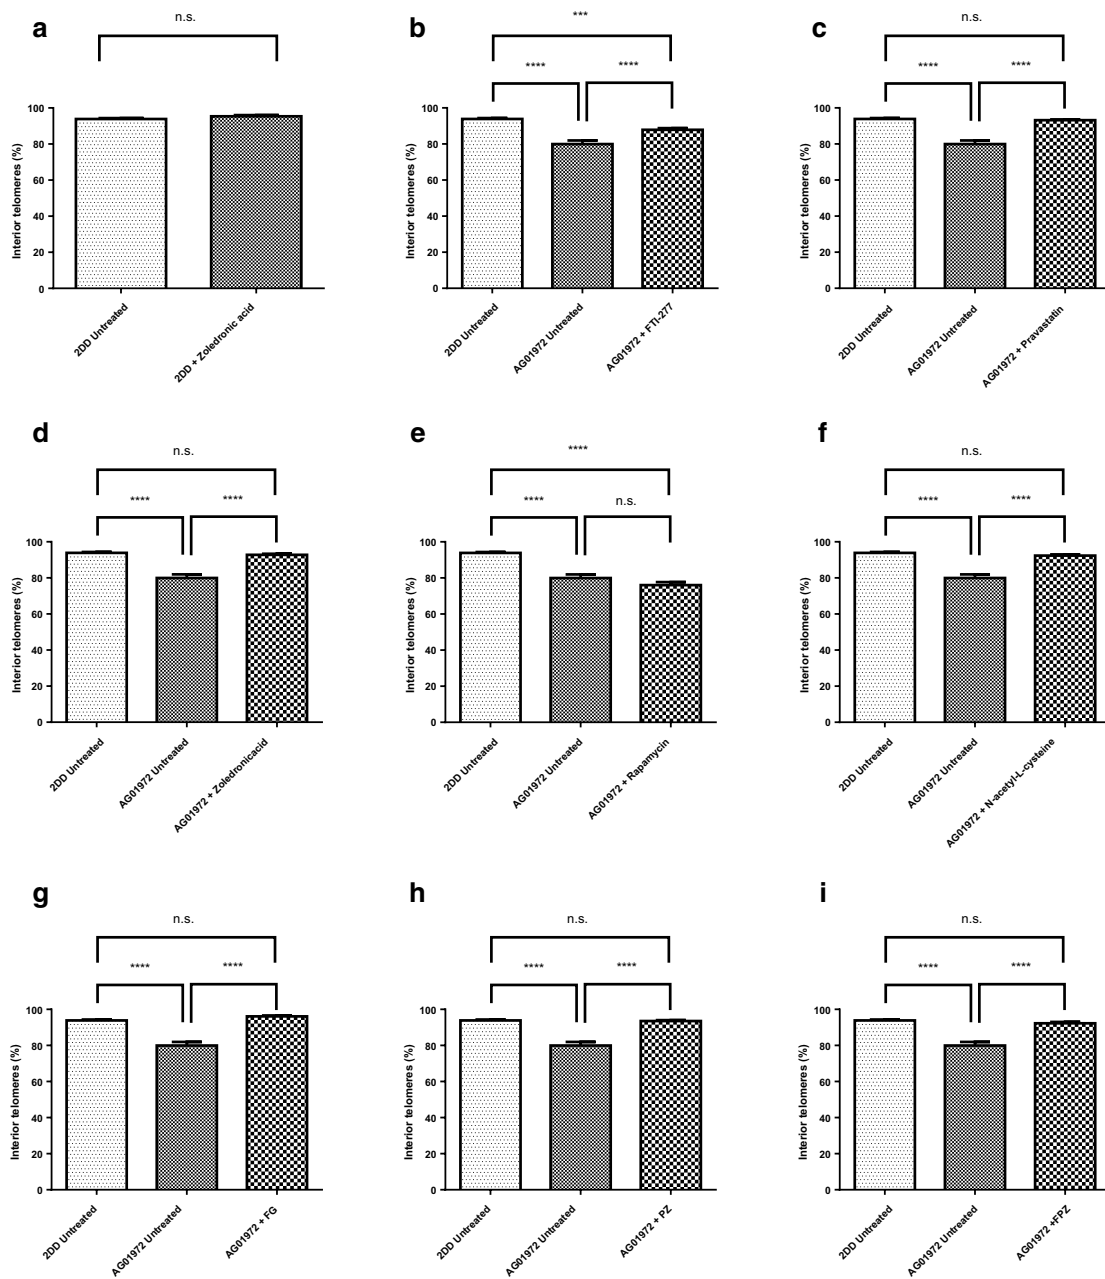 a
n.s.
Interior telomeres (%)
100
80
60
40
20
0
2DD Untreated
2DD + Zoledronic acid
b
***
****
****
Interior telomeres (%)
100
80
60
40
20
0
2DD Untreated
AG01972 Untreated
AG01972 + FTI-277
c
n.s.
****
****
Interior telomeres (%)
100
80
60
40
20
0
2DD Untreated
AG01972 Untreated
AG01972 + Pravastatin
d
n.s.
****
****
Interior telomeres (%)
100
80
60
40
20
0
2DD Untreated
AG01972 Untreated
AG01972 + Zoledronicacid
e
****
****
n.s.
Interior telomeres (%)
100
80
60
40
20
0
2DD Untreated
AG01972 Untreated
AG01972 + Rapamycin
f
n.s.
****
****
Interior telomeres (%)
100
80
60
40
20
0
2DD Untreated
AG01972 Untreated
AG01972 + N-acetyl-L-cysteine
g
n.s.
****
****
Interior telomeres (%)
100
80
60
40
20
0
2DD Untreated
AG01972 Untreated
AG01972 + FG
h
n.s.
****
****
Interior telomeres (%)
100
80
60
40
20
0
2DD Untreated
AG01972 Untreated
AG01972 + PZ
i
n.s.
****
****
Interior telomeres (%)
100
80
60
40
20
0
2DD Untreated
AG01972 Untreated
AG01972 +FPZ